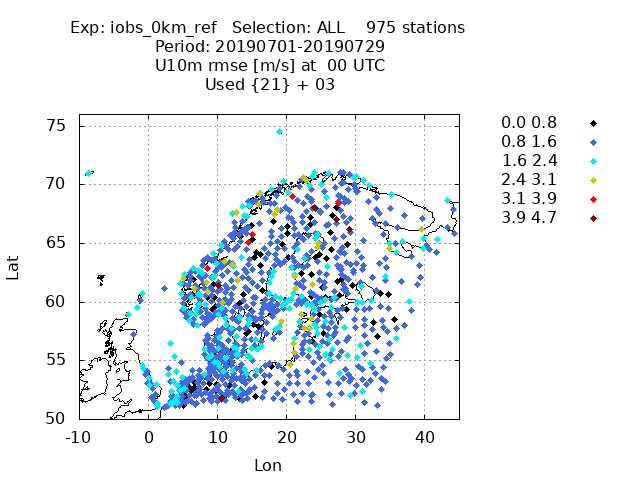 Exp: iobs_0km_ref   Selection: ALL    975 stations
Period: 20190701-20190729
U10m rmse [m/s] at  00 UTC
Used {21} + 03
0.0 0.8
0.8 1.6
1.6 2.4
2.4 3.1
3.1 3.9
3.9 4.7
75
70
65
60
55
50
Lat
-10 0 10 20 30 40
Lon